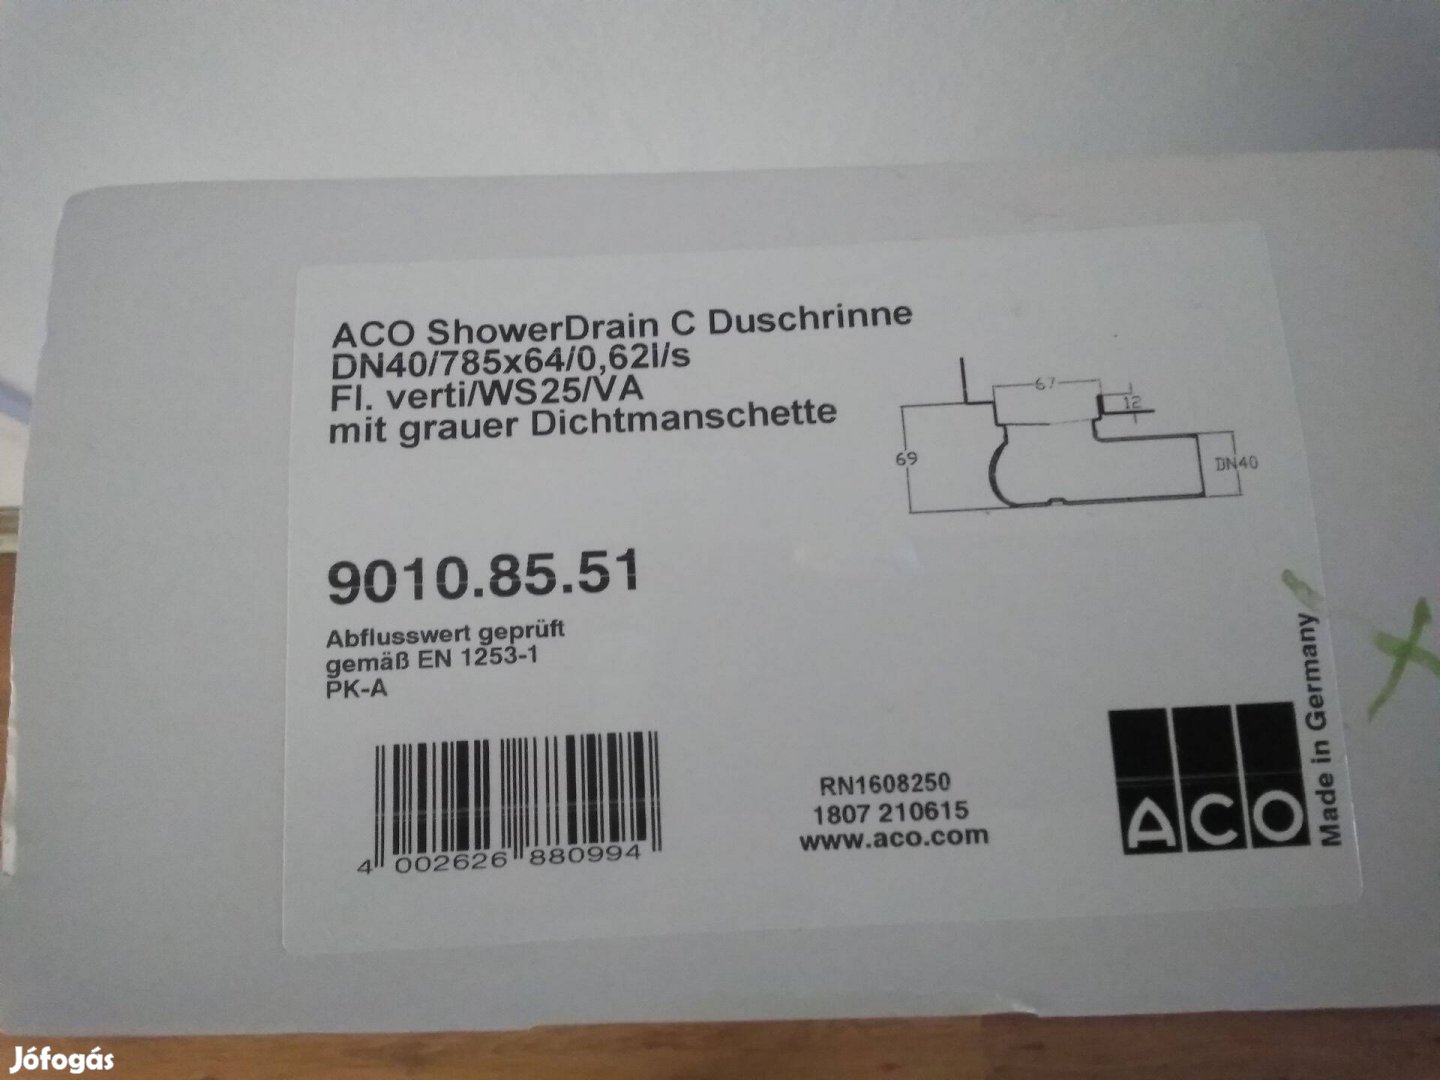 ACO ShowerDrain C Duschrinne
DN40/785x64/0,62l/s
Fl. verti/WS25/VA
mit grauer Dichtmanschette
67
12
69
DN40
9010.85.51
Abflusswert geprüft
gemäß EN 1253-1
PK-A
4 002626 880994
RN1608250
1807 210615
www.aco.com
ACO
Made in Germany
Jófogás